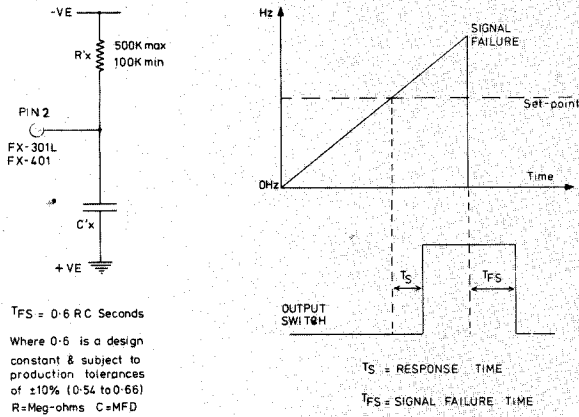 -VE
R'x
500K max
100K min
PIN 2
FX-301L
FX-401
C'x
+VE
TFS = 0·6 RC Seconds
Where 0·6 is a design
constant & subject to
production tolerances
of ±10% (0·54 to 0·66)
R=Meg-ohms C=MFD
Hz
SIGNAL
FAILURE
Set-point
Time
0Hz
TS
TFS
OUTPUT
SWITCH
TS = RESPONSE TIME
TFS = SIGNAL FAILURE TIME